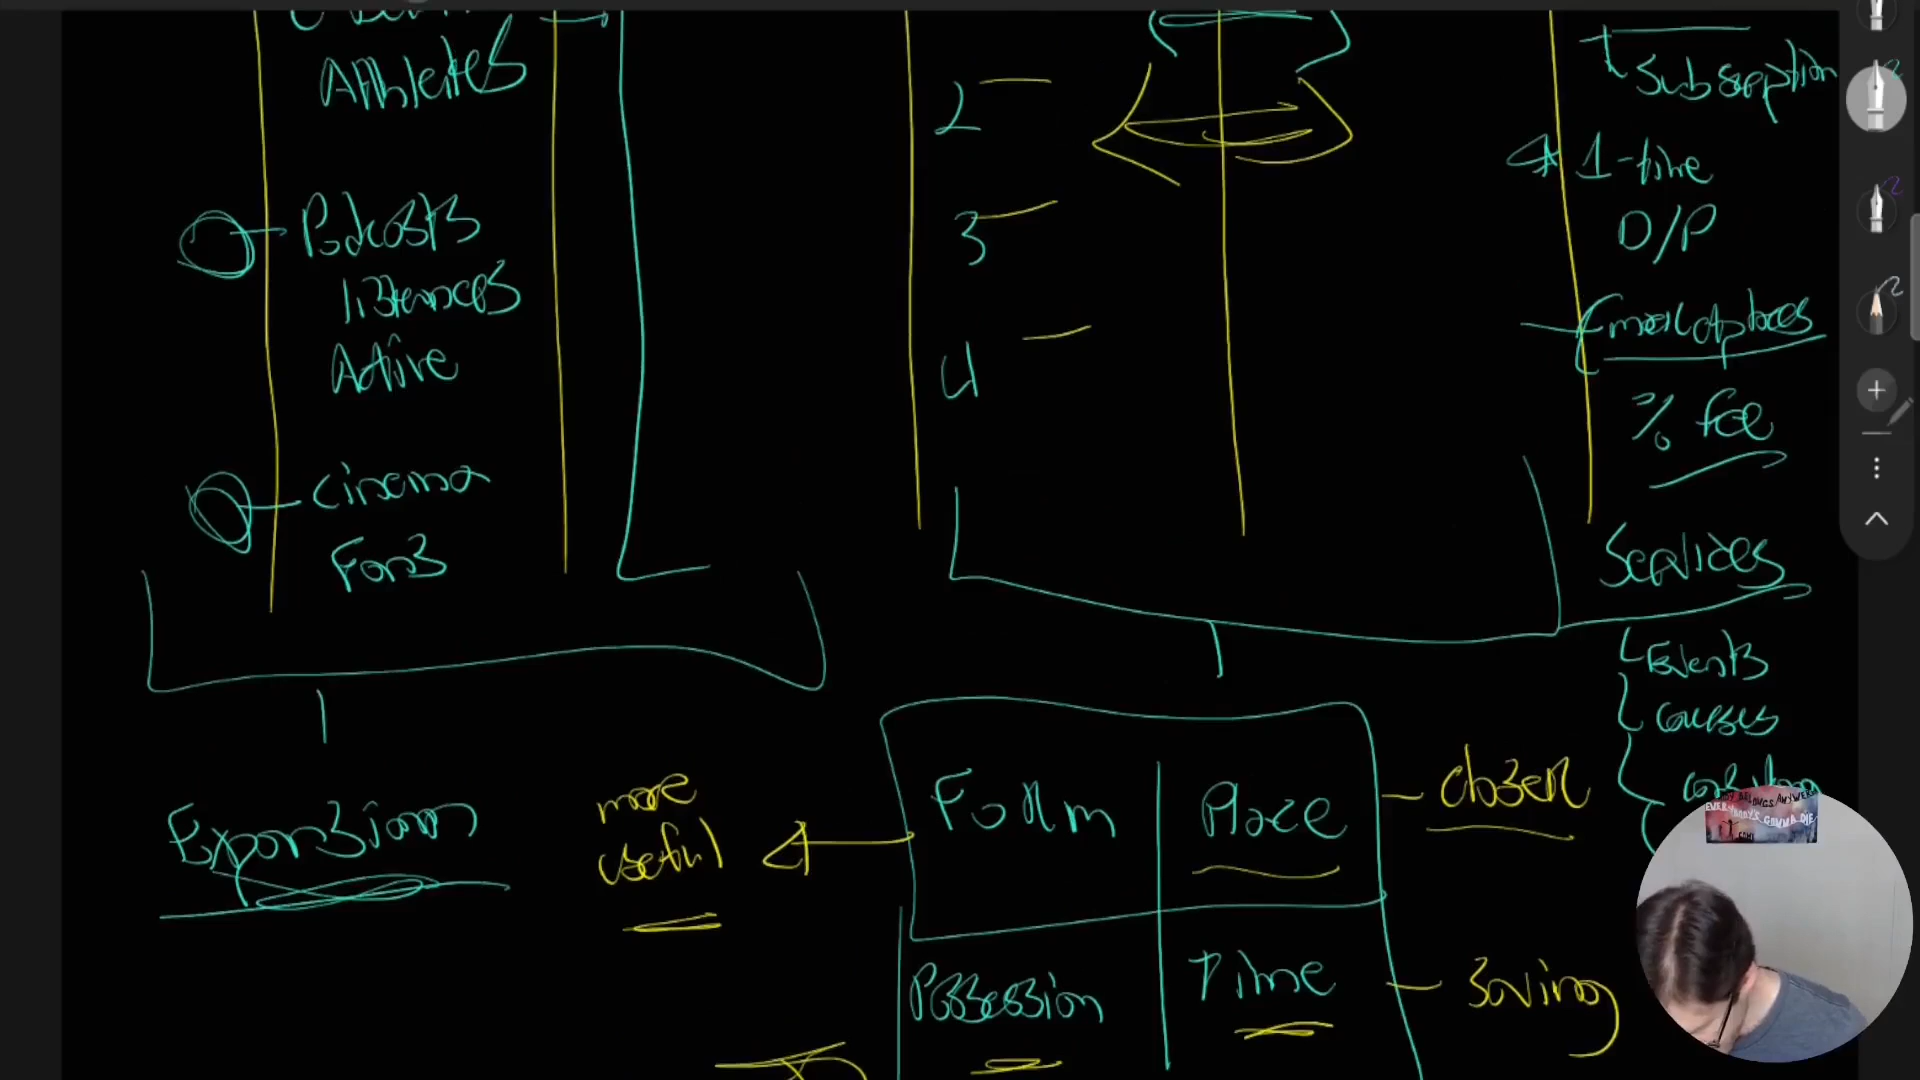 Athletes
Podcasts
listeners
Active
Cinema
Fans
Expansion
2
3
4
Subscription
1-time
D/P
marketplaces
% fee
Services
Events
courses
more
useful
Form
Place
closer
Possession
Time
saving